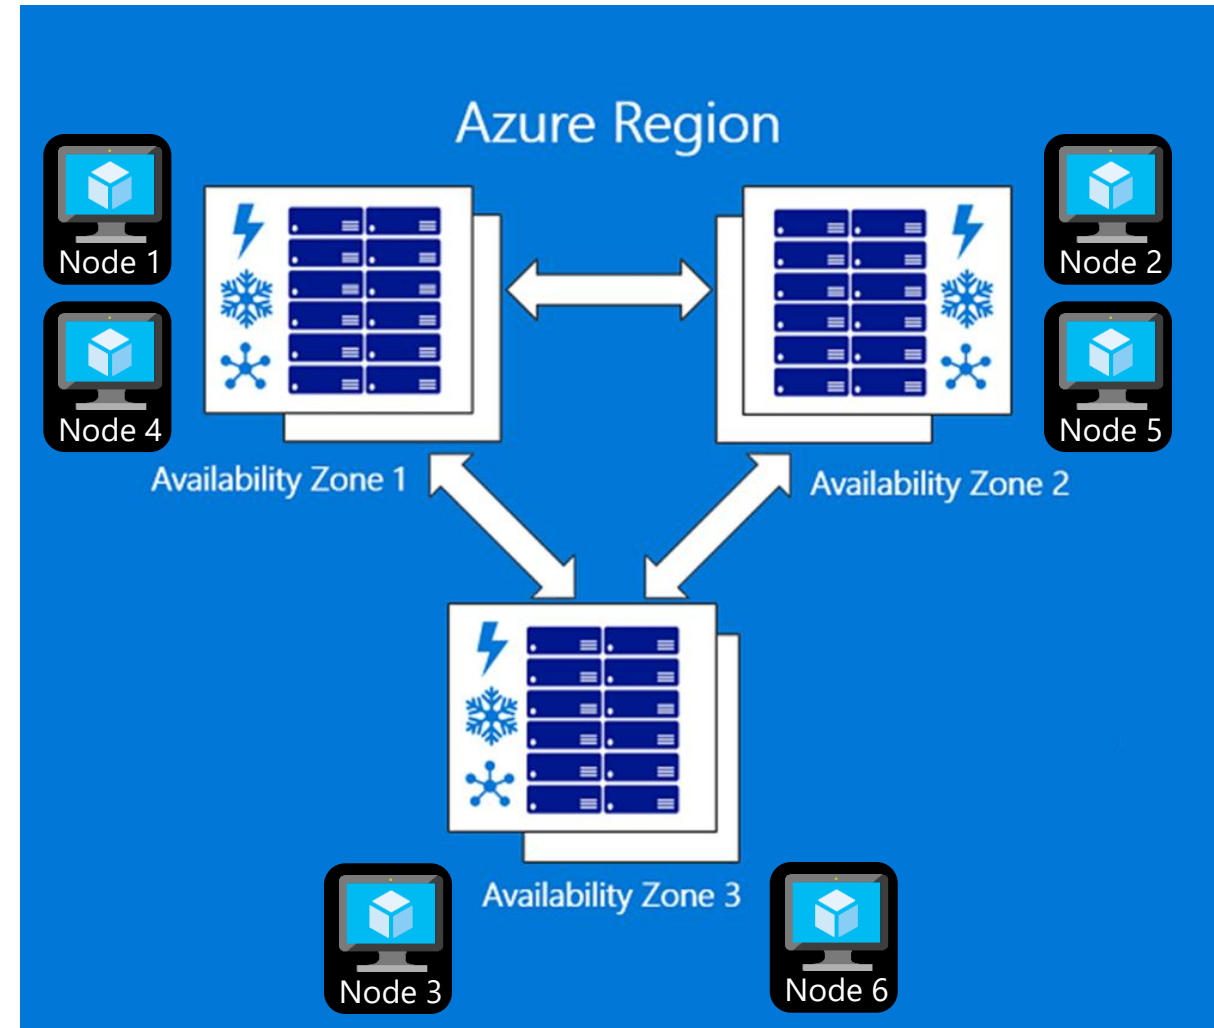 Azure Region
Node 1
Node 2
Node 4
Node 5
Availability Zone 1
Availability Zone 2
Availability Zone 3
Node 3
Node 6